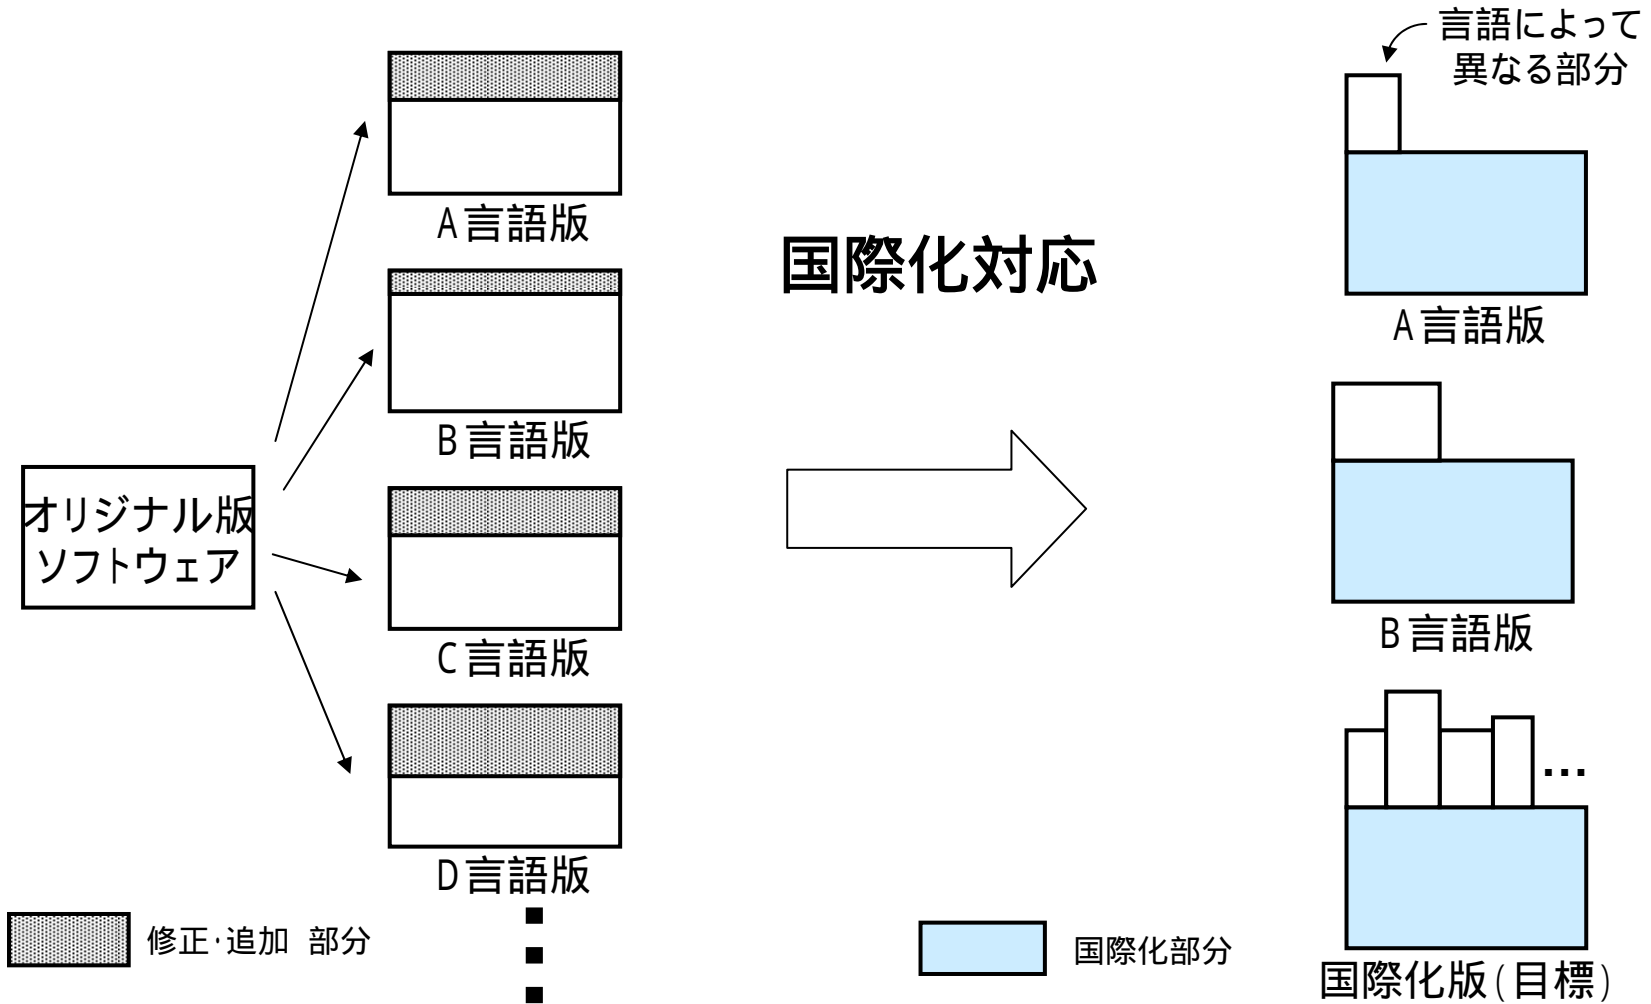 オリジナル版
ソフトウェア
A言語版
B言語版
C言語版
D言語版
修正・追加 部分
国際化対応
国際化部分
言語によって
異なる部分
A言語版
B言語版
…
国際化版(目標)